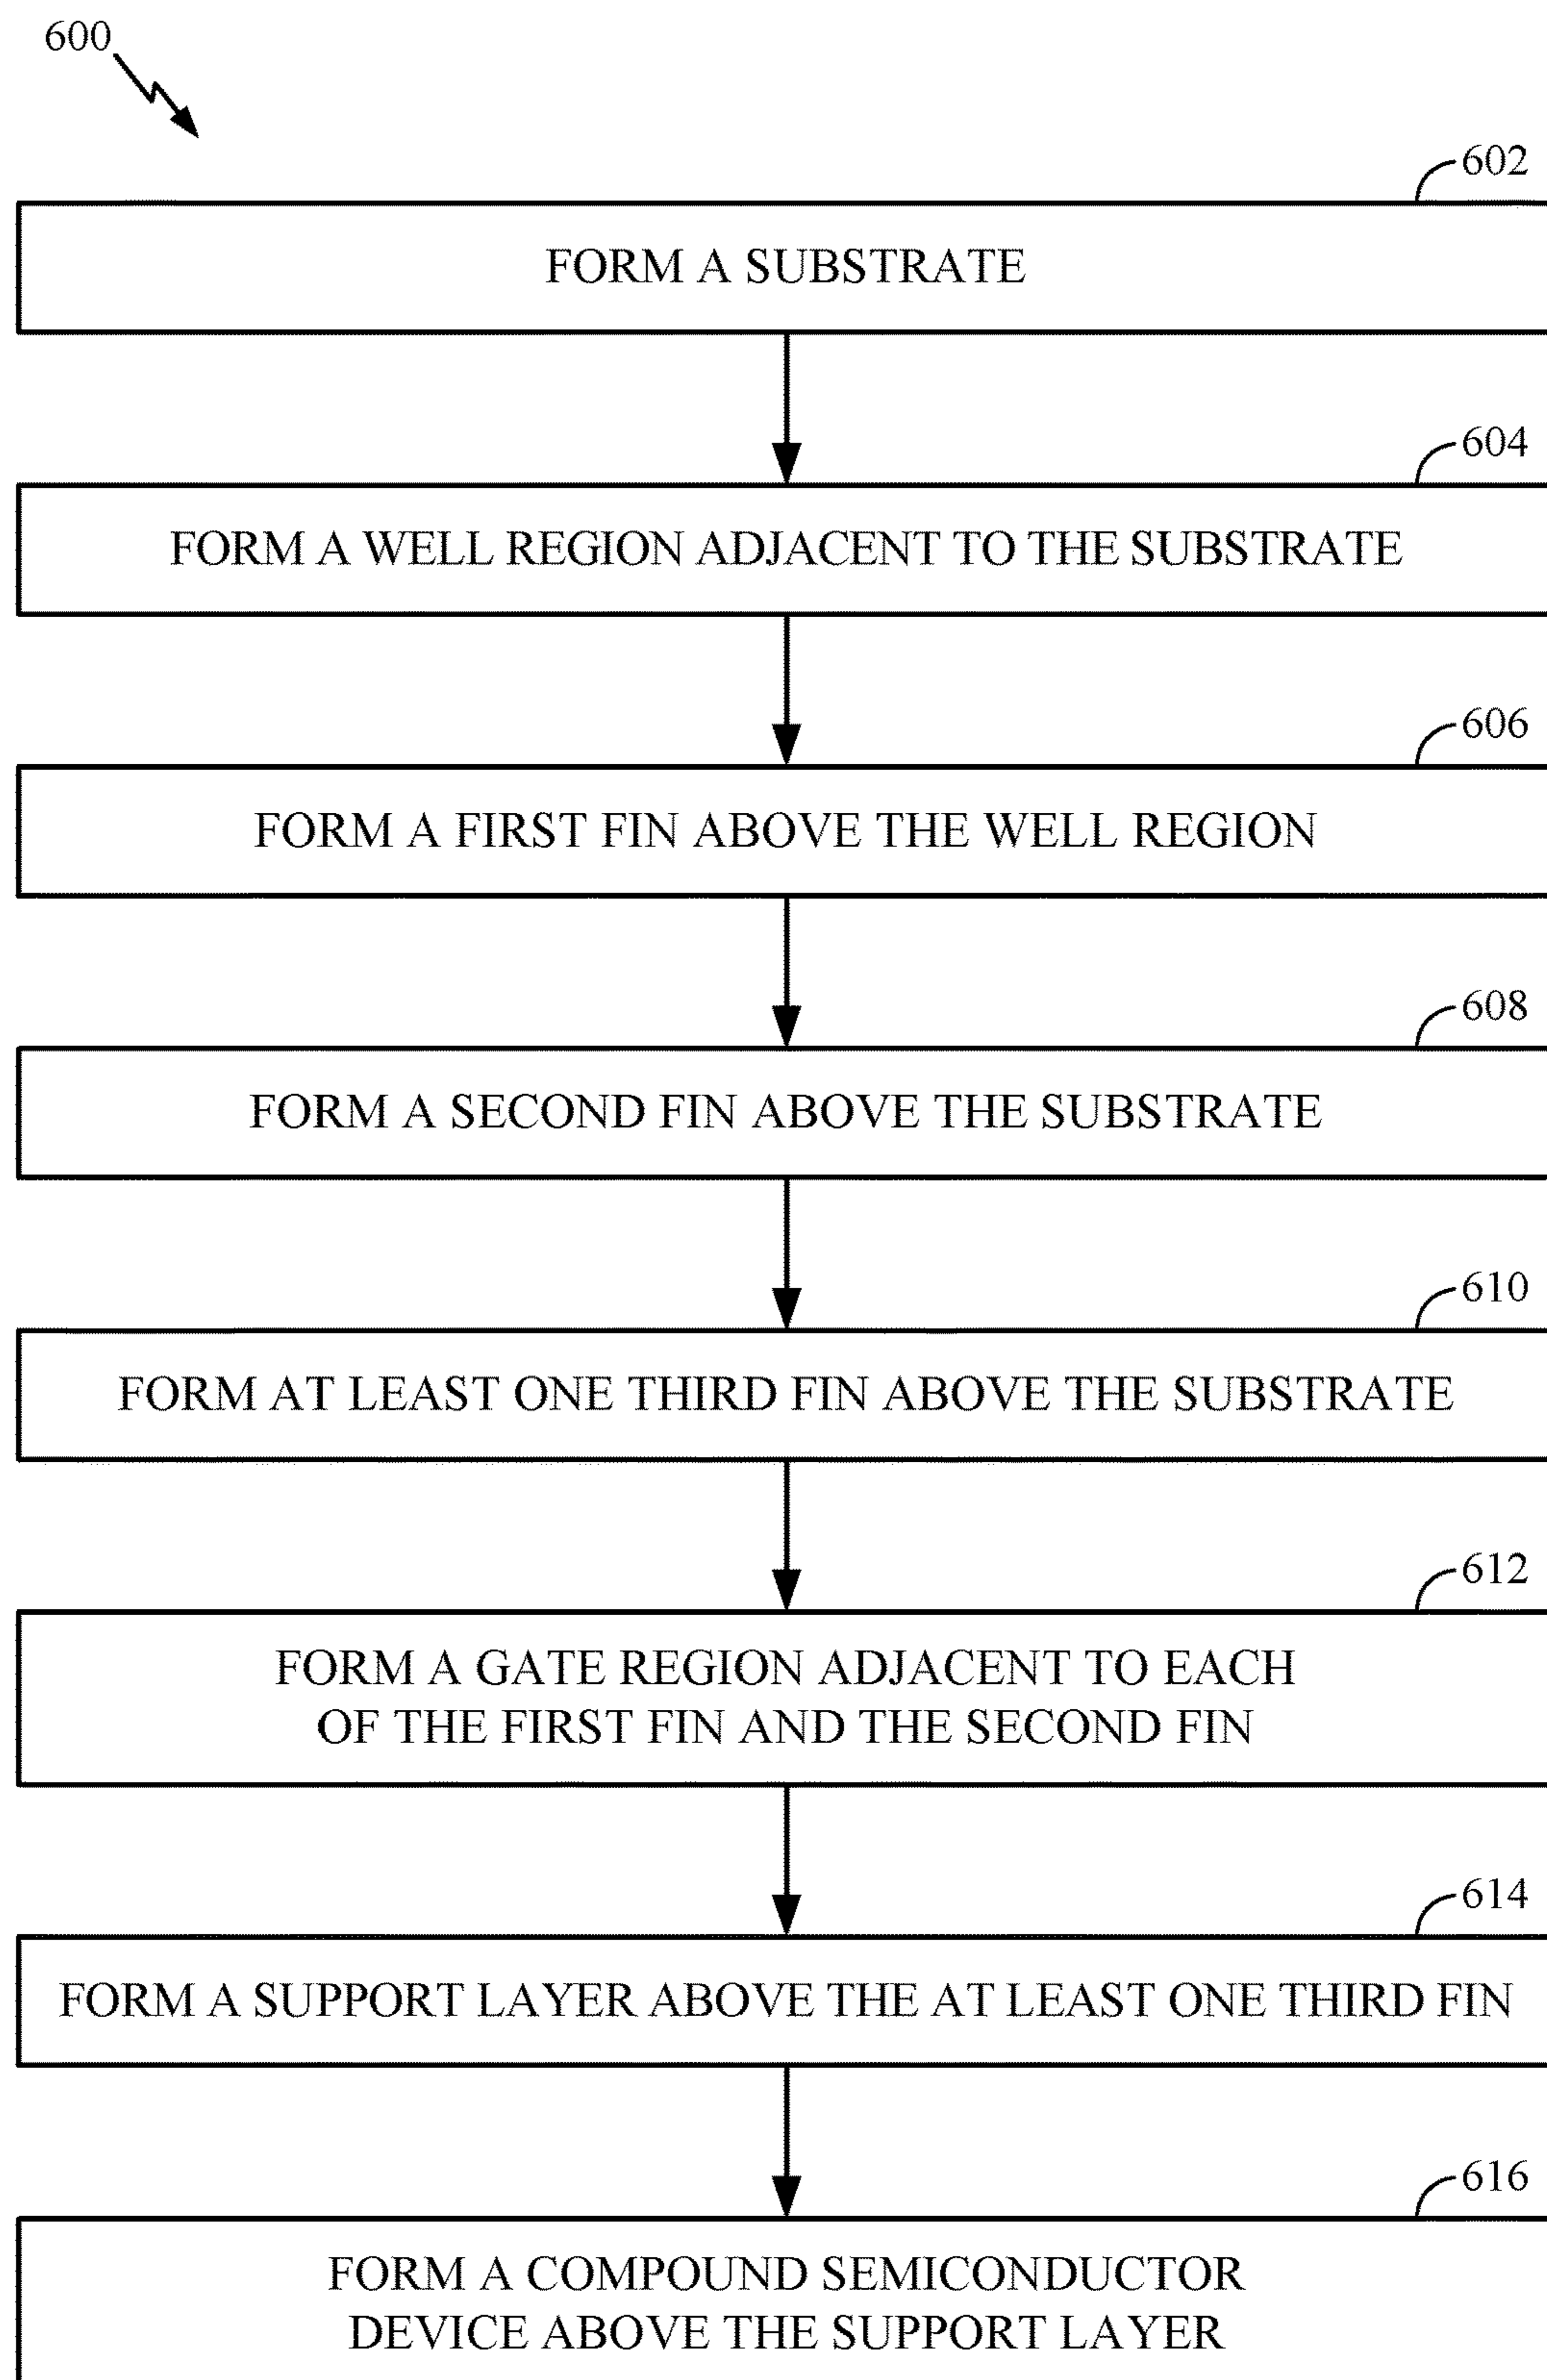 600
602
FORM A SUBSTRATE
604
FORM A WELL REGION ADJACENT TO THE SUBSTRATE
606
FORM A FIRST FIN ABOVE THE WELL REGION
608
FORM A SECOND FIN ABOVE THE SUBSTRATE
610
FORM AT LEAST ONE THIRD FIN ABOVE THE SUBSTRATE
612
FORM A GATE REGION ADJACENT TO EACH
OF THE FIRST FIN AND THE SECOND FIN
614
FORM A SUPPORT LAYER ABOVE THE AT LEAST ONE THIRD FIN
616
FORM A COMPOUND SEMICONDUCTOR
DEVICE ABOVE THE SUPPORT LAYER